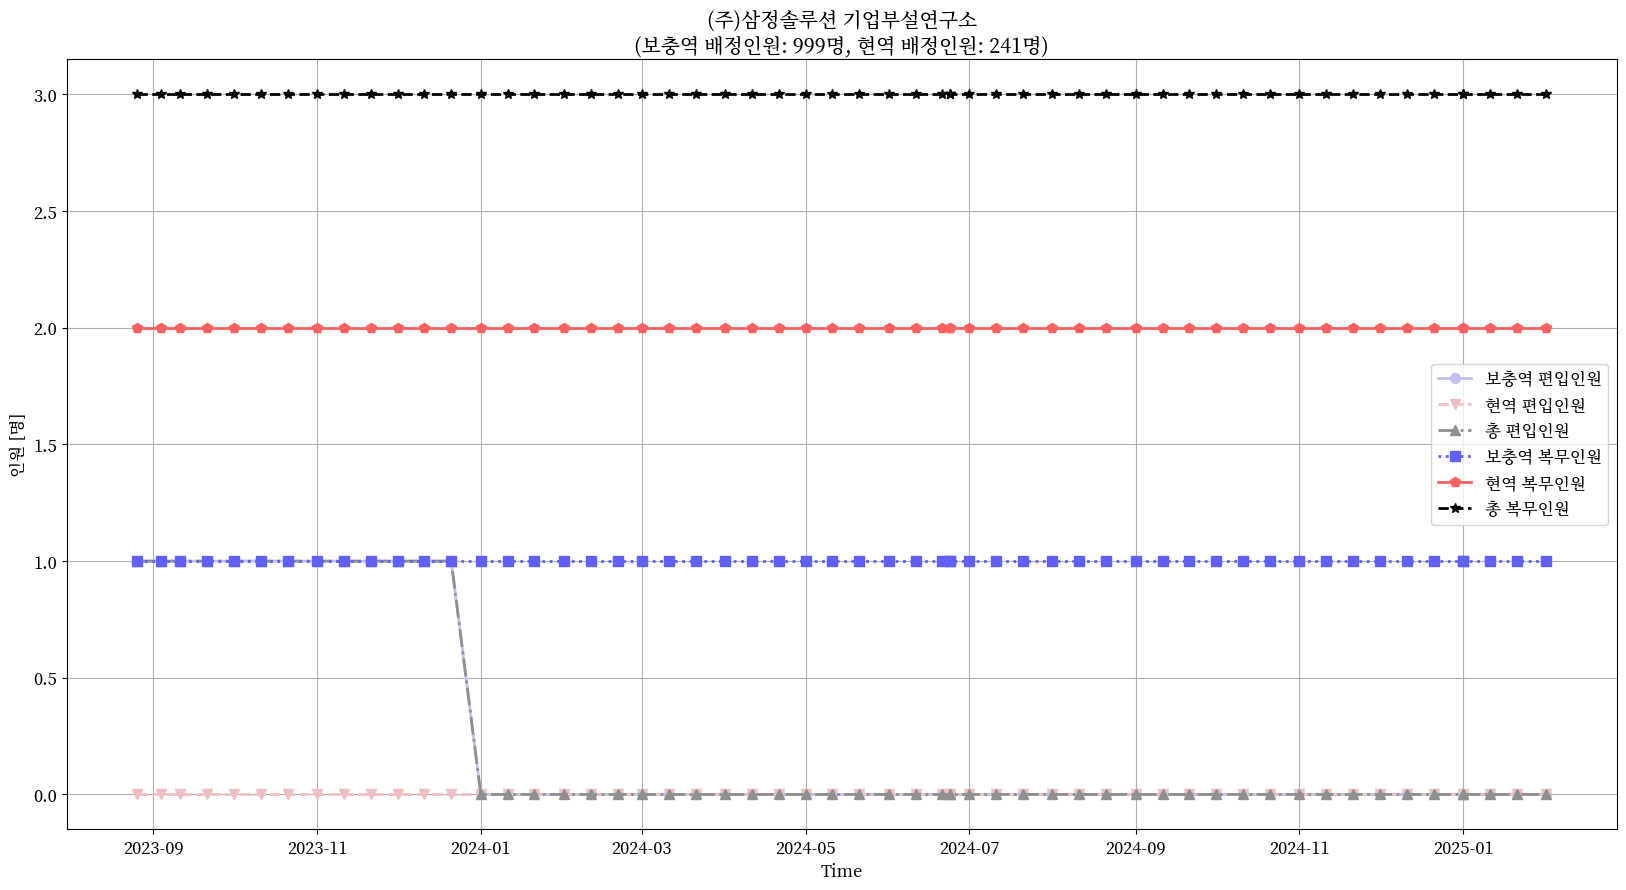 (주)삼정솔루션 기업부설연구소
(보충역 배정인원: 999명, 현역 배정인원: 241명)
인원 [명]
3.0
2.5
2.0
1.5
1.0
0.5
0.0
보충역 편입인원
현역 편입인원
총 편입인원
보충역 복무인원
현역 복무인원
총 복무인원
2023-09 2023-11 2024-01 2024-03 2024-05 2024-07 2024-09 2024-11 2025-01
Time